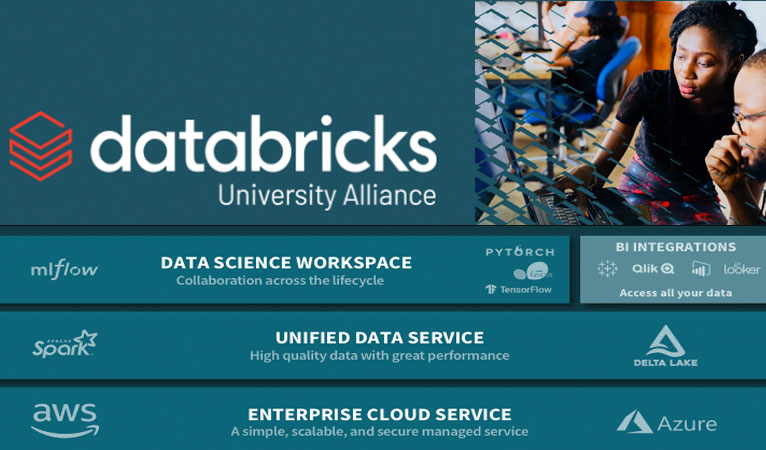 databricks
University Alliance
mlflow
DATA SCIENCE WORKSPACE
Collaboration across the lifecycle
PYTORCH
TensorFlow
BI INTEGRATIONS
Qlik
looker
Access all your data
APACHE
Spark™
UNIFIED DATA SERVICE
High quality data with great performance
DELTA LAKE
aws
ENTERPRISE CLOUD SERVICE
A simple, scalable, and secure managed service
Azure